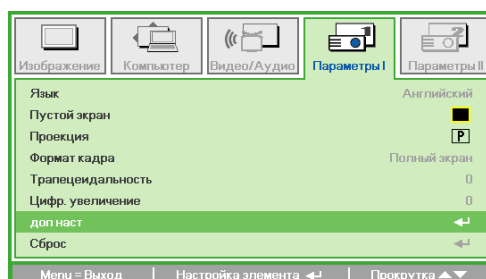 Изображение Компьютер Видео/Аудио Параметры I Параметры II
Язык Английский
Пустой экран
Проекция P
Формат кадра Полный экран
Трапецеидальность 0
Цифр. увеличение 0
доп наст
Сброс
Menu = Выход | Настройка элемента | Прокрутка